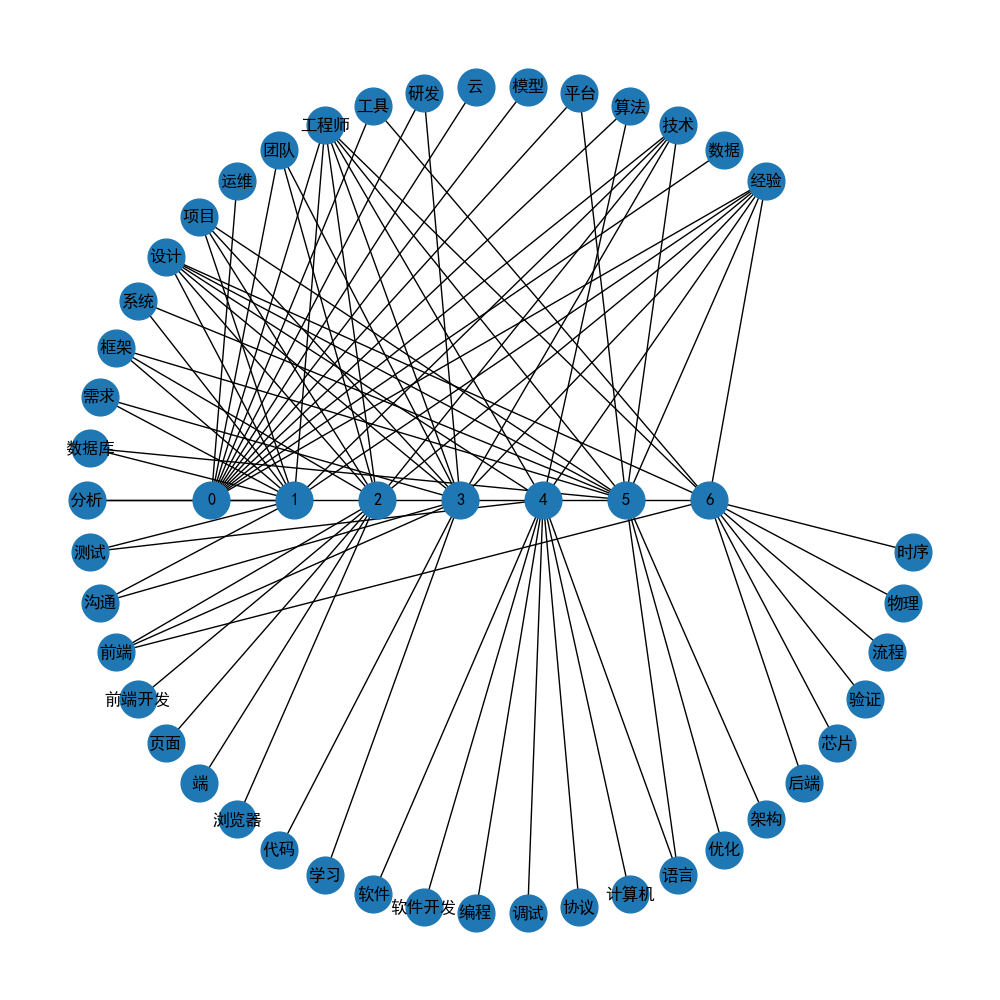 云
模型
研发
平台
工具
算法
工程师
技术
团队
数据
运维
经验
项目
设计
系统
框架
需求
数据库
分析
0
1
2
3
4
5
6
测试
时序
沟通
物理
前端
流程
前端开发
验证
页面
芯片
端
后端
浏览器
架构
代码
优化
学习
语言
软件
计算机
软件开发
协议
编程
调试